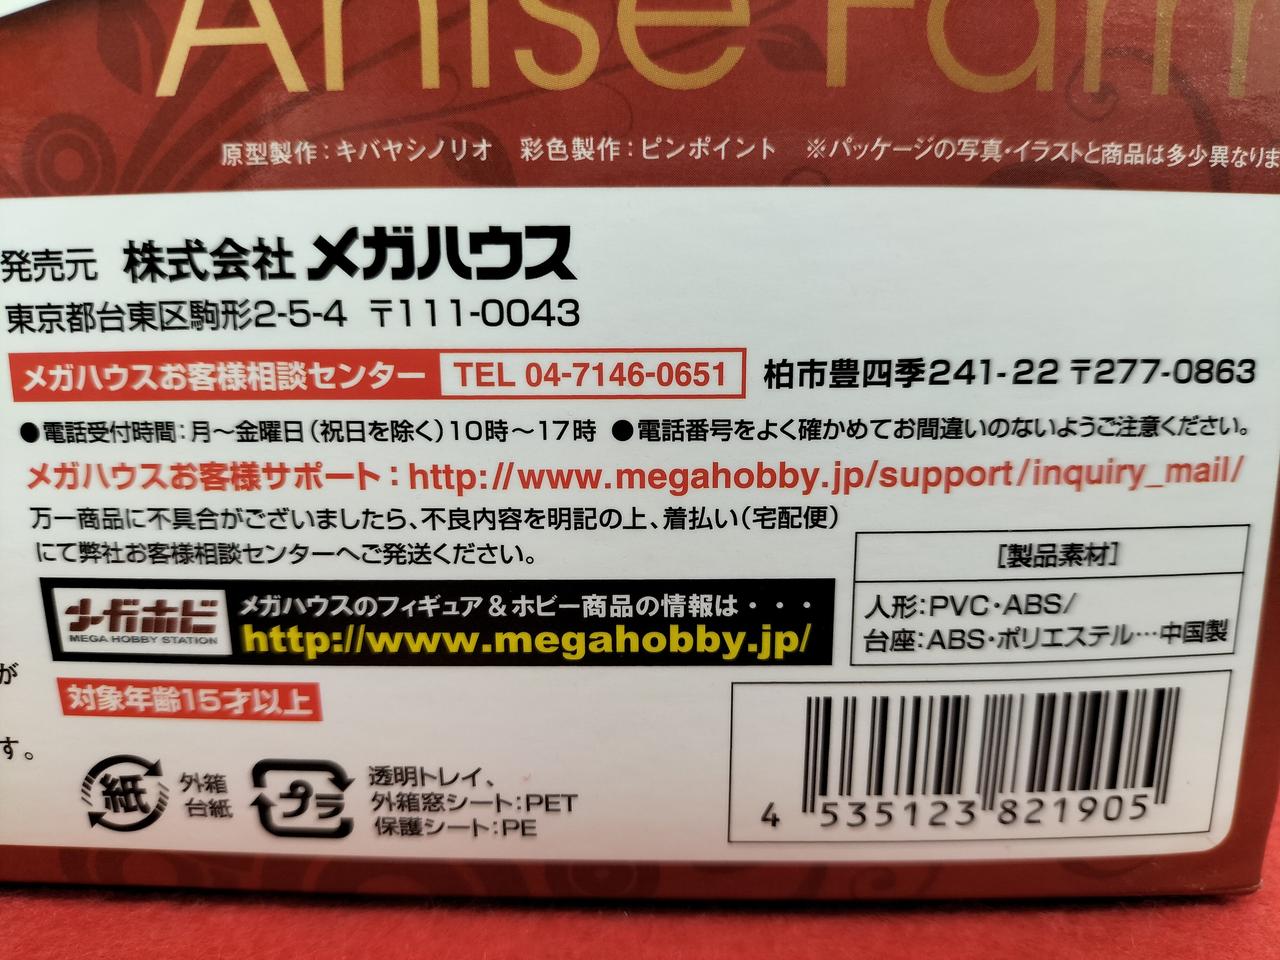 Anise Farm
原型製作：キバヤシノリオ　彩色製作：ピンポイント　※パッケージの写真・イラストと商品は多少異なりま
発売元　株式会社 メガハウス
東京都台東区駒形2-5-4　〒111-0043
メガハウスお客様相談センター　TEL 04-7146-0651　柏市豊四季241-22 〒277-0863
●電話受付時間：月～金曜日（祝日を除く）10時～17時　●電話番号をよく確かめてお間違いのないようご注意ください。
メガハウスお客様サポート：http://www.megahobby.jp/support/inquiry_mail/
万一商品に不具合がございましたら、不良内容を明記の上、着払い（宅配便）
にて弊社お客様相談センターへご発送ください。
メガホビ
MEGA HOBBY STATION
メガハウスのフィギュア＆ホビー商品の情報は・・・
http://www.megahobby.jp/
［製品素材］
人形：PVC・ABS/
台座：ABS・ポリエステル…中国製
が
す。
対象年齢15才以上
紙
外箱
台紙
プラ
透明トレイ、
外箱窓シート：PET
保護シート：PE
4 535123 821905